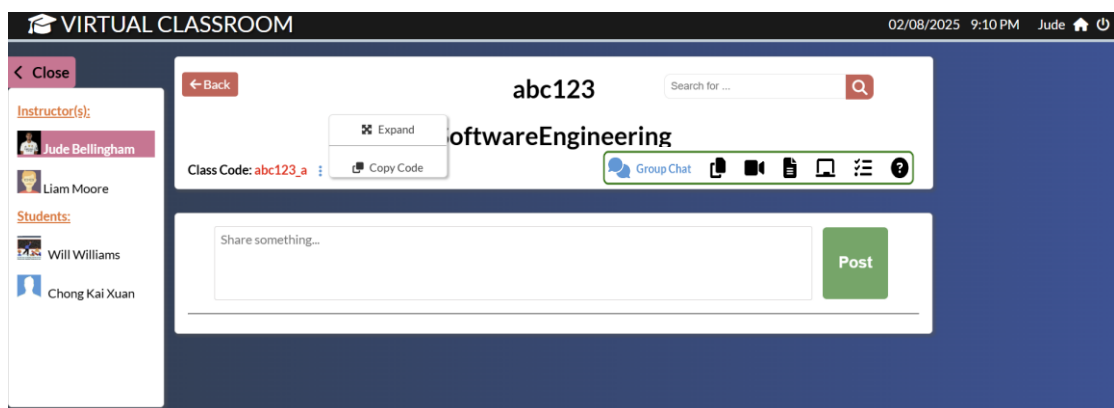 VIRTUAL CLASSROOM
02/08/2025 9:10 PM Jude
Close
Instructor(s):
Jude Bellingham
Liam Moore
Students:
Will Williams
Chong Kai Xuan
Back
abc123
Search for ...
oftwareEngineering
Class Code: abc123_a
Expand
Copy Code
Group Chat
Share something...
Post